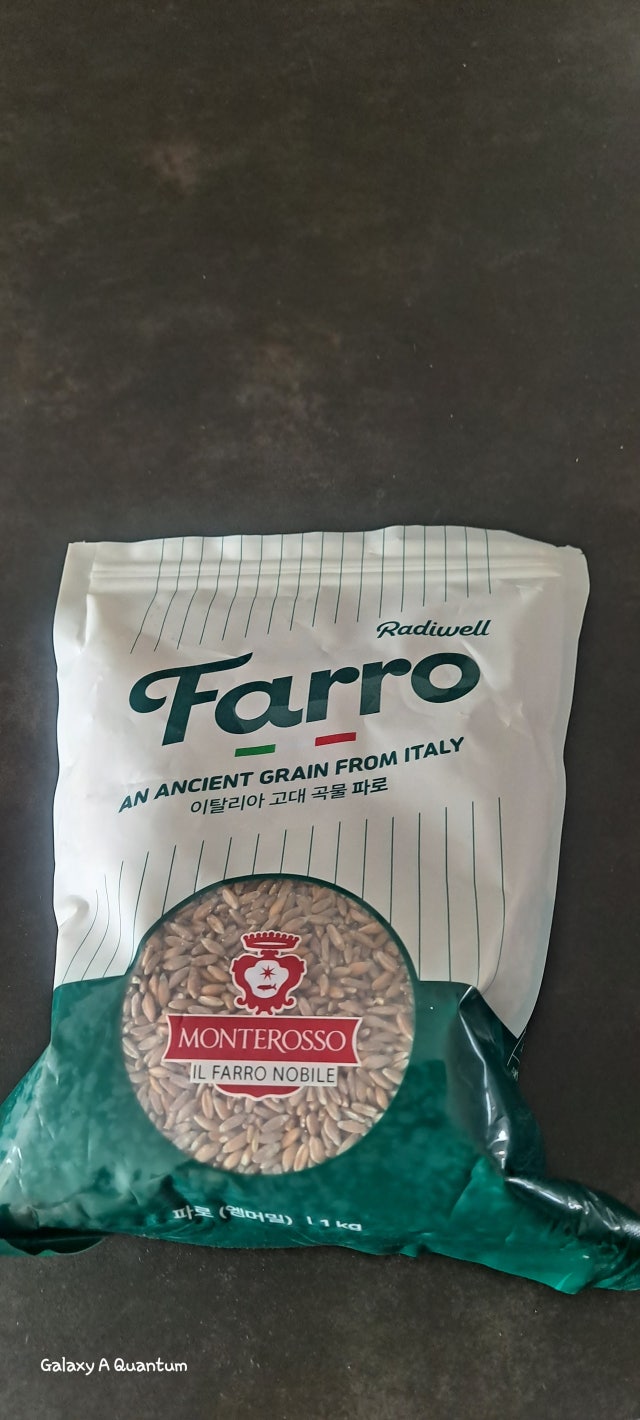 Radiwell
Farro
AN ANCIENT GRAIN FROM ITALY
이탈리아 고대 곡물 파로
MONTEROSSO
IL FARRO NOBILE
파로 (엠머밀) | 1 kg
Galaxy A Quantum